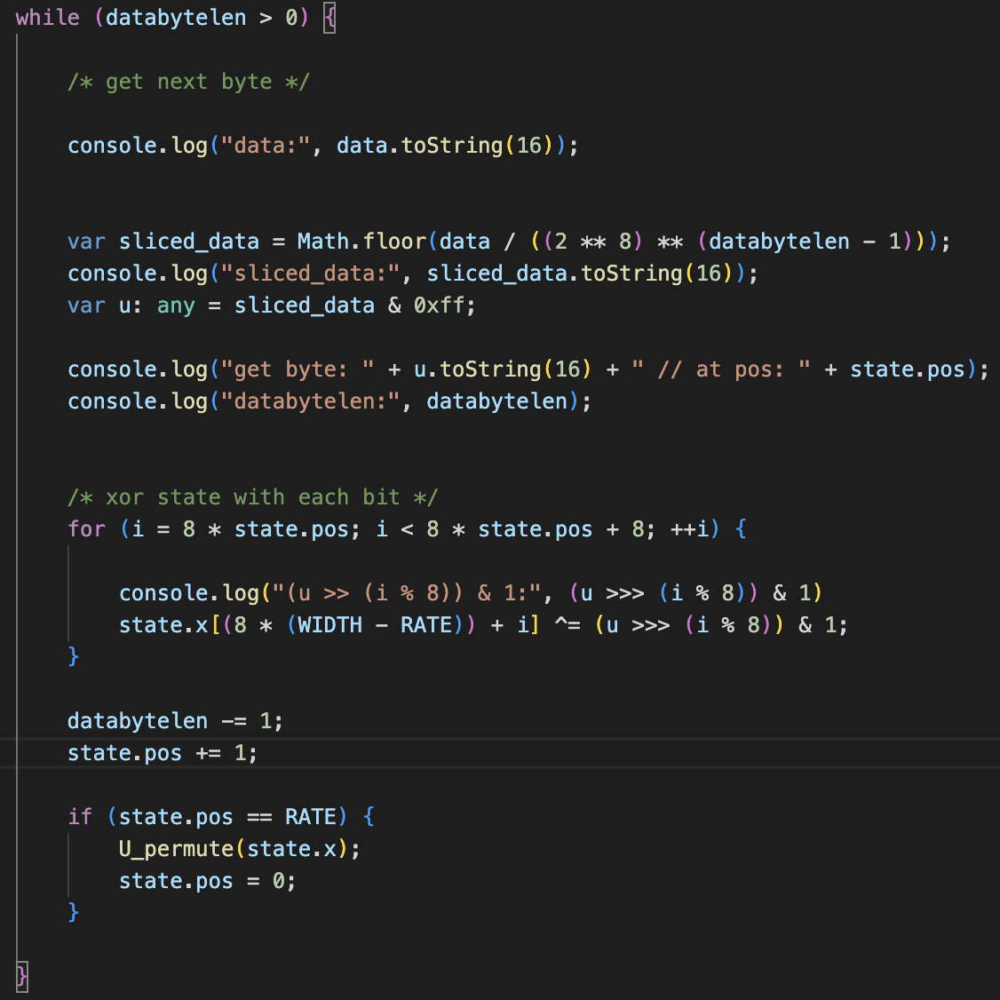 while (databytelen > 0) {
/* get next byte */
console.log("data:", data.toString(16));
var sliced_data = Math.floor(data / ((2 ** 8) ** (databytelen - 1)));
console.log("sliced_data:", sliced_data.toString(16));
var u: any = sliced_data & 0xff;
console.log("get byte: " + u.toString(16) + " // at pos: " + state.pos);
console.log("databytelen:", databytelen);
/* xor state with each bit */
for (i = 8 * state.pos; i < 8 * state.pos + 8; ++i) {
console.log("(u >> (i % 8)) & 1:", (u >>> (i % 8)) & 1)
state.x[(8 * (WIDTH - RATE)) + i] ^= (u >>> (i % 8)) & 1;
}
databytelen -= 1;
state.pos += 1;
if (state.pos == RATE) {
U_permute(state.x);
state.pos = 0;
}
}